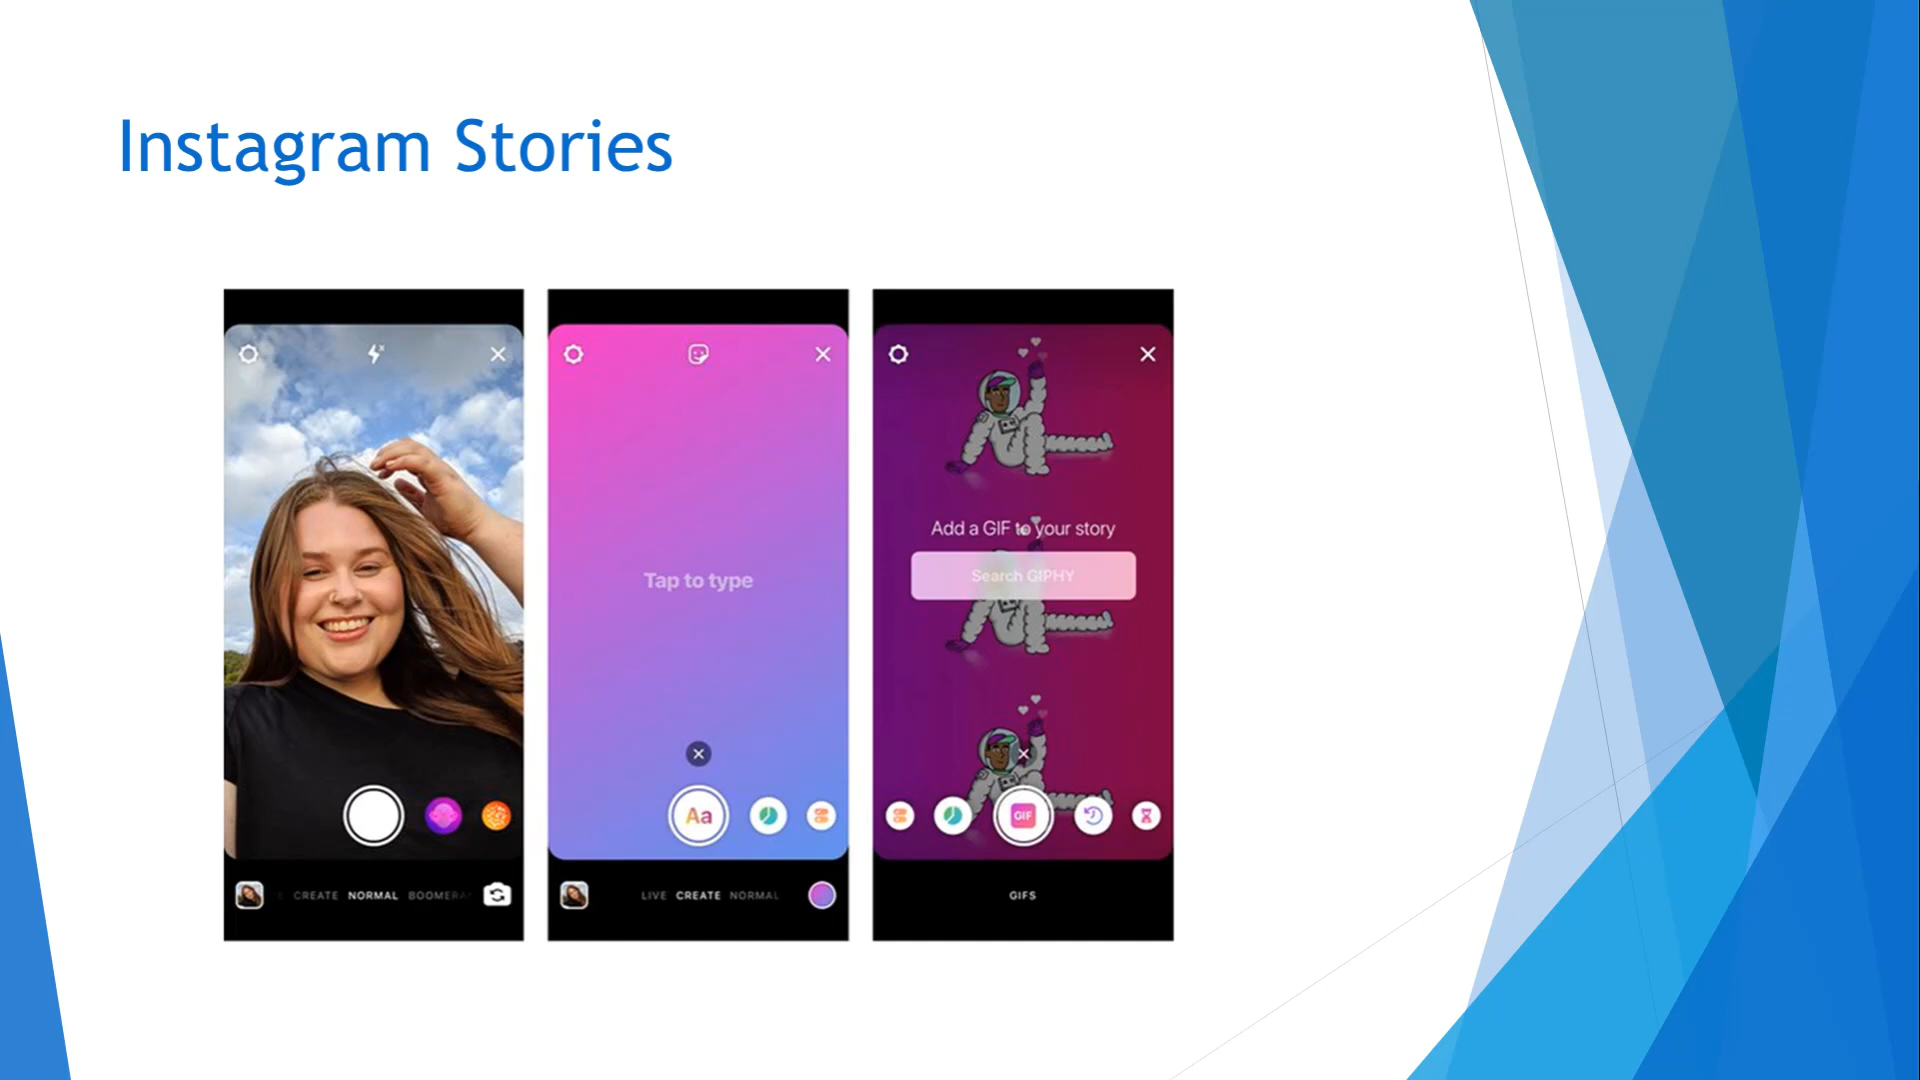 Instagram Stories
Tap to type
Add a GIF to your story
Search GIPHY
Aa
GIF
CREATE NORMAL
LIVE CREATE NORMAL
GIFS